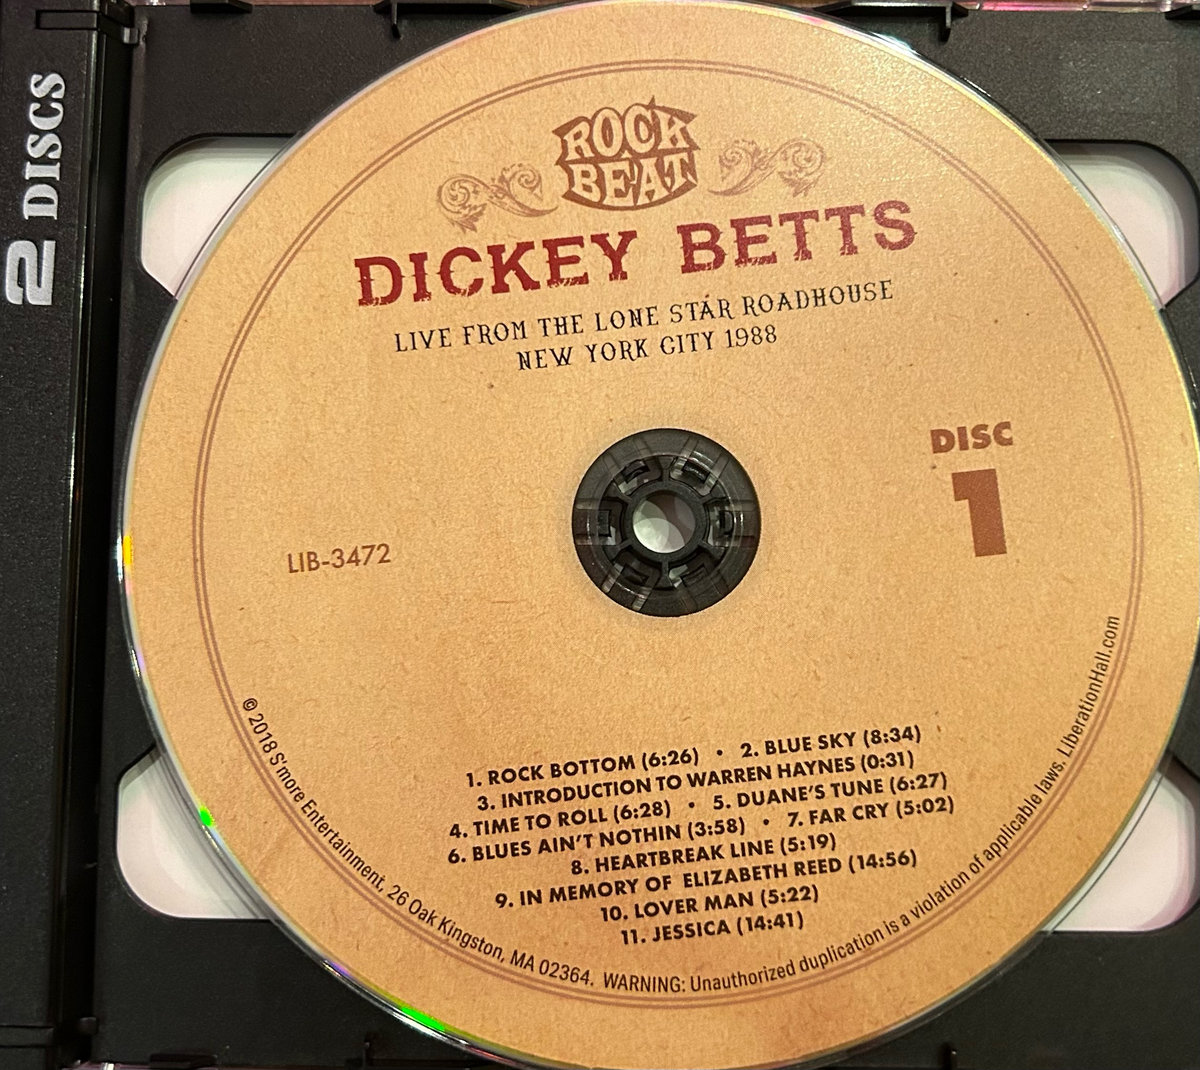 2 DISCS
ROCK
BEAT
DICKEY BETTS
LIVE FROM THE LONE STAR ROADHOUSE
NEW YORK CITY 1988
DISC
1
LIB-3472
1. ROCK BOTTOM (6:26) • 2. BLUE SKY (8:34)
3. INTRODUCTION TO WARREN HAYNES (0:31)
4. TIME TO ROLL (6:28) • 5. DUANE'S TUNE (6:27)
6. BLUES AIN'T NOTHIN (3:58) • 7. FAR CRY (5:02)
8. HEARTBREAK LINE (5:19)
9. IN MEMORY OF ELIZABETH REED (14:56)
10. LOVER MAN (5:22)
11. JESSICA (14:41)
© 2018 S'more Entertainment, 26 Oak Kingston, MA 02364. WARNING: Unauthorized duplication is a violation of applicable laws. LiberationHall.com